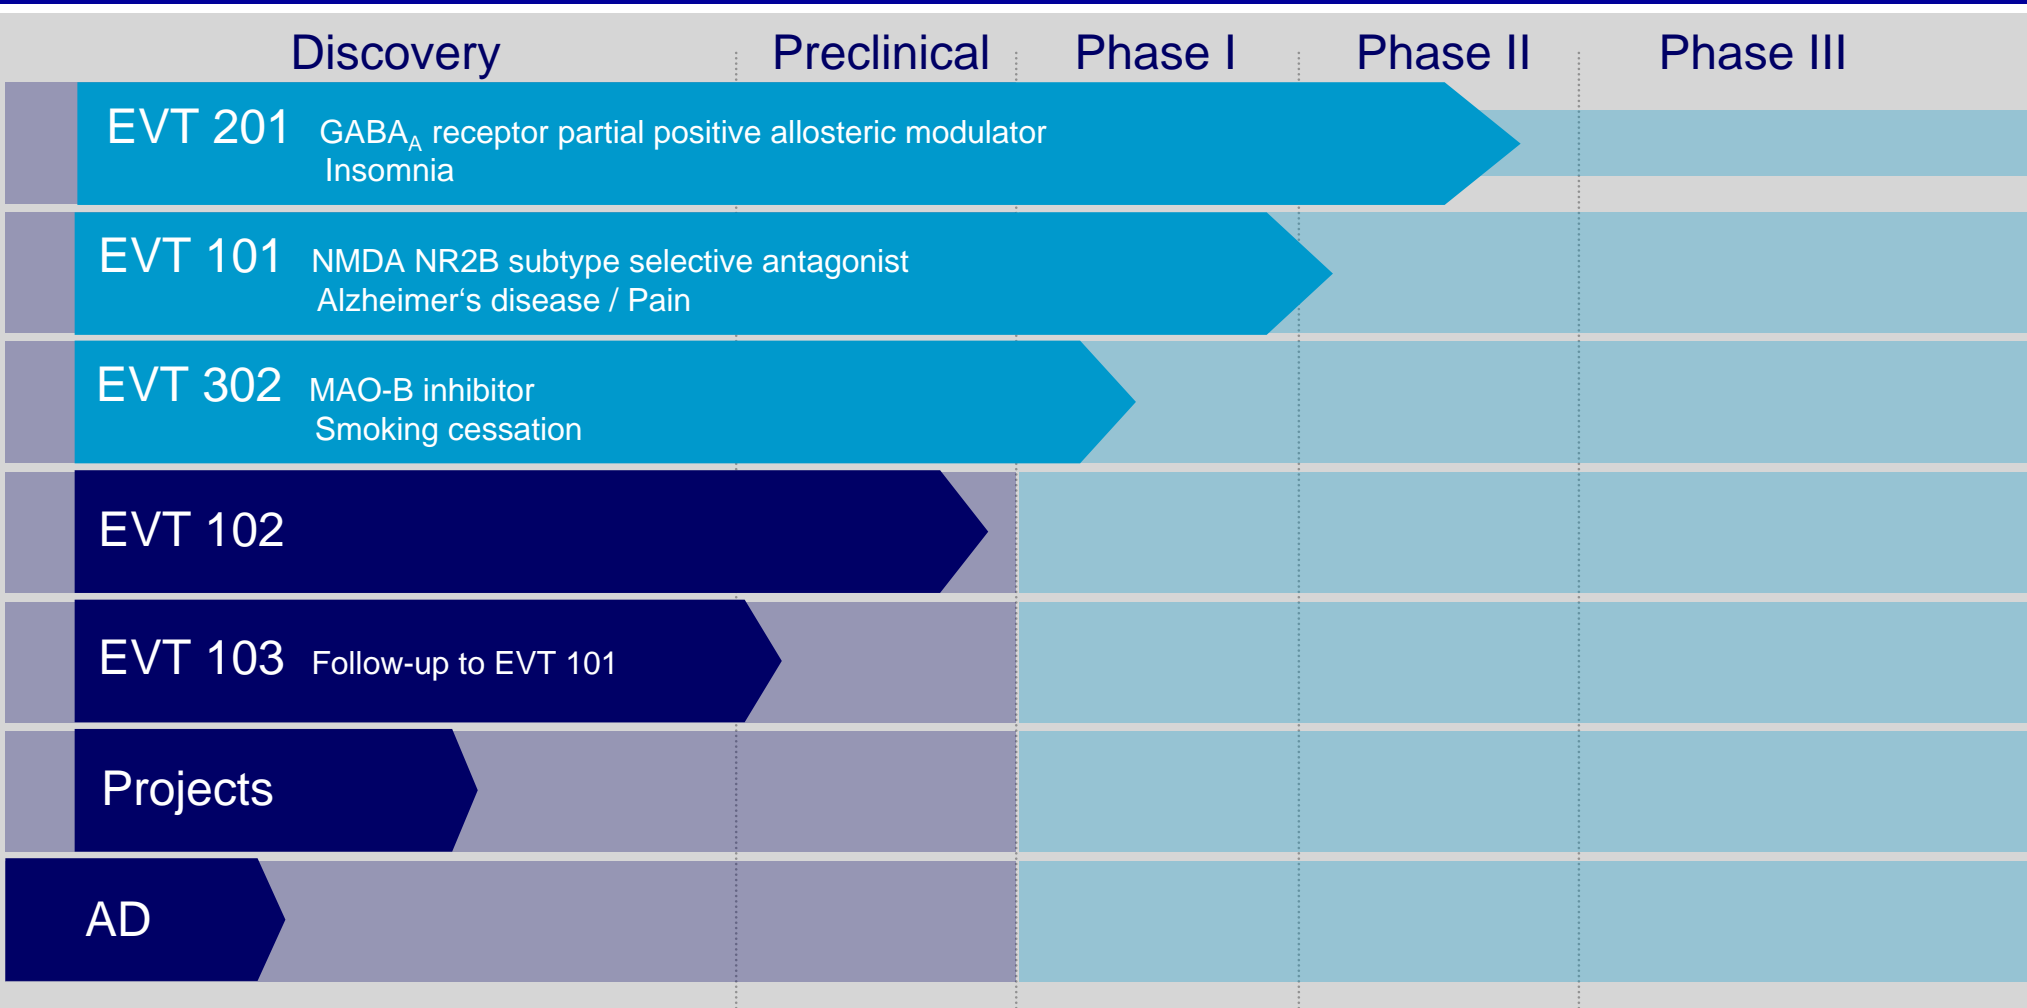 Discovery Preclinical Phase I Phase II Phase III
EVT 201 GABAA receptor partial positive allosteric modulator
Insomnia
EVT 101 NMDA NR2B subtype selective antagonist
Alzheimer‘s disease / Pain
EVT 302 MAO-B inhibitor
Smoking cessation
EVT 102
EVT 103 Follow-up to EVT 101
Projects
AD